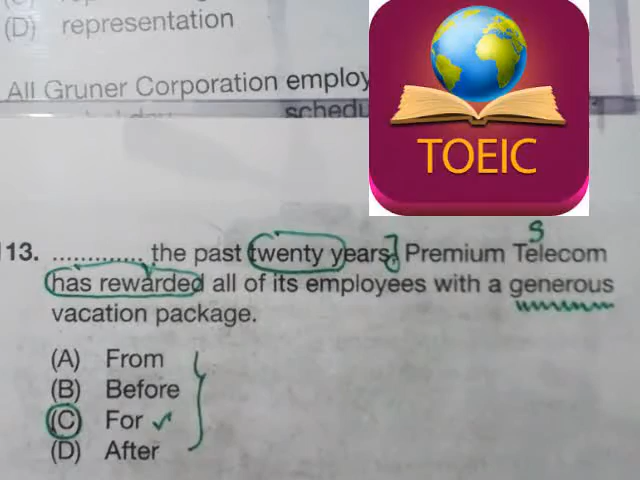 (D) representation
All Gruner Corporation employ
schedu
TOEIC
S
113. .............. the past twenty years, Premium Telecom
has rewarded all of its employees with a generous
vacation package.
(A) From
(B) Before
(C) For
(D) After